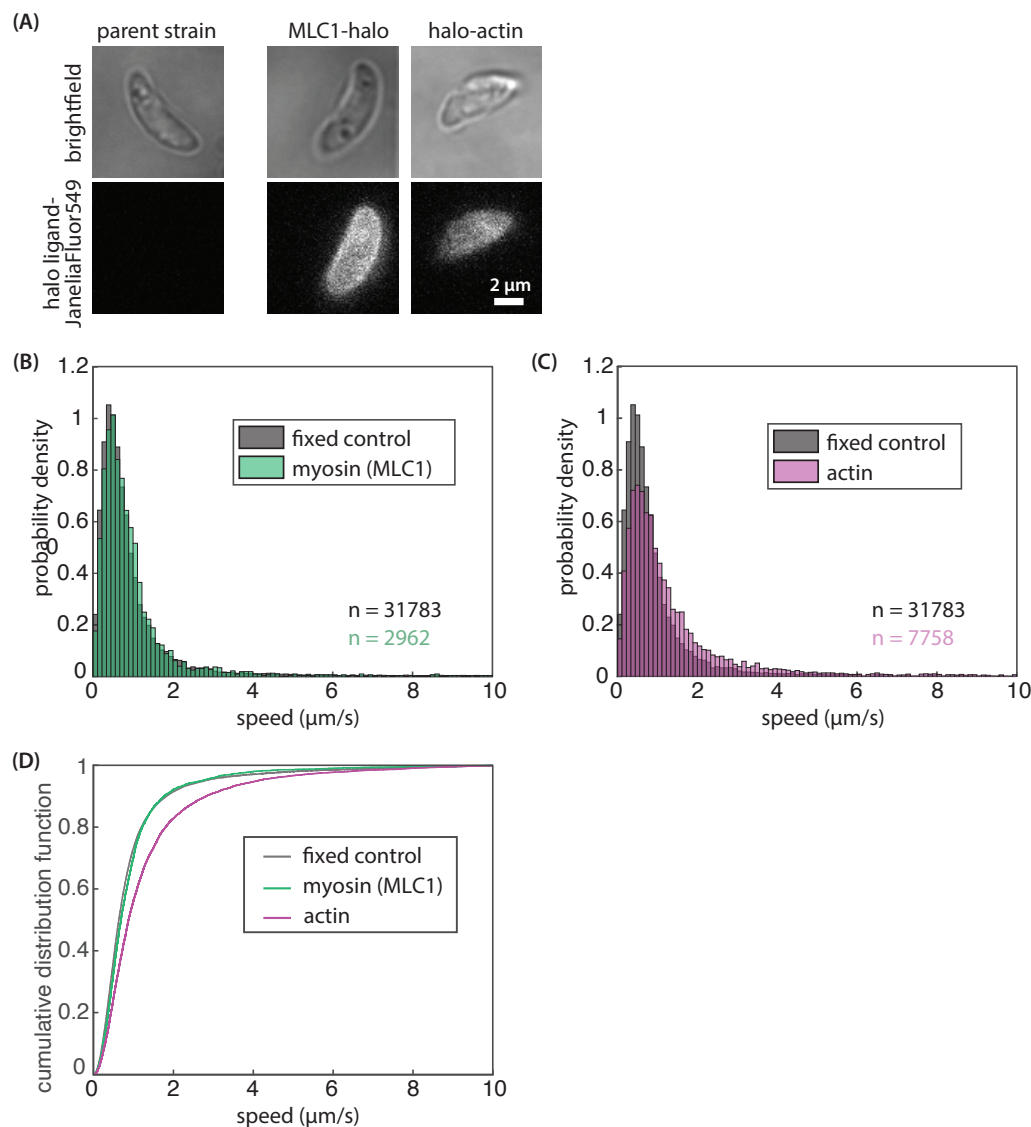 (A)
parent strain
MLC1-halo
halo-actin
brightfield
halo ligand-
JaneliaFluor549
2 µm
(B)
probability density
1.2
1
0.8
0.6
0
0.4
0.2
0
fixed control
myosin (MLC1)
n = 31783
n = 2962
0 2 4 6 8 10
speed (µm/s)
(C)
probability density
1.2
1
0.8
0.6
0.4
0.2
0
fixed control
actin
n = 31783
n = 7758
0 2 4 6 8 10
speed (µm/s)
(D)
cumulative distribution function
1
0.8
0.6
0.4
0.2
0
fixed control
myosin (MLC1)
actin
0 2 4 6 8 10
speed (µm/s)